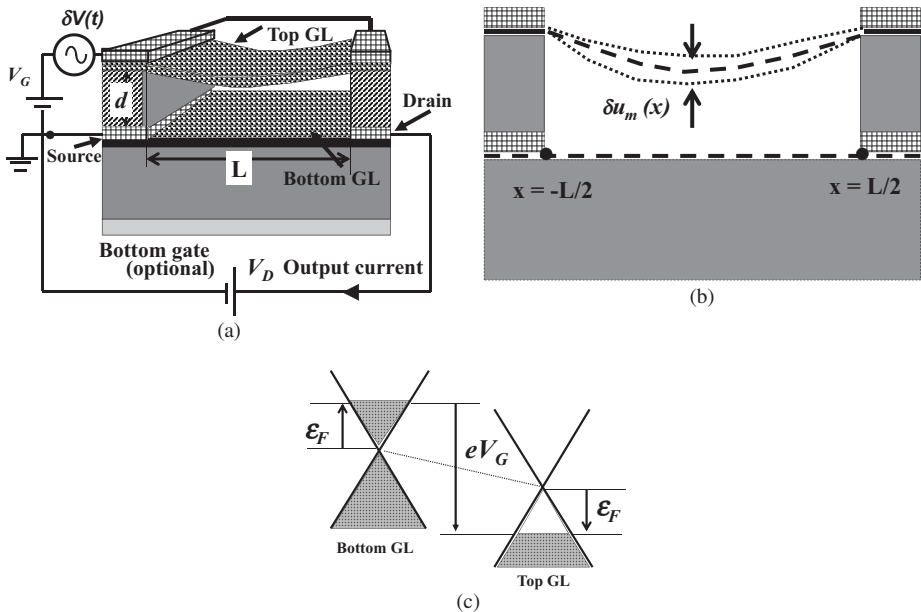 δV(t)
Top GL
V_G
d
Drain
Source
L
Bottom GL
Bottom gate
(optional)
V_D Output current
(a)
δu_m (x)
x = -L/2
x = L/2
(b)
ε_F
eV_G
ε_F
Bottom GL
Top GL
(c)